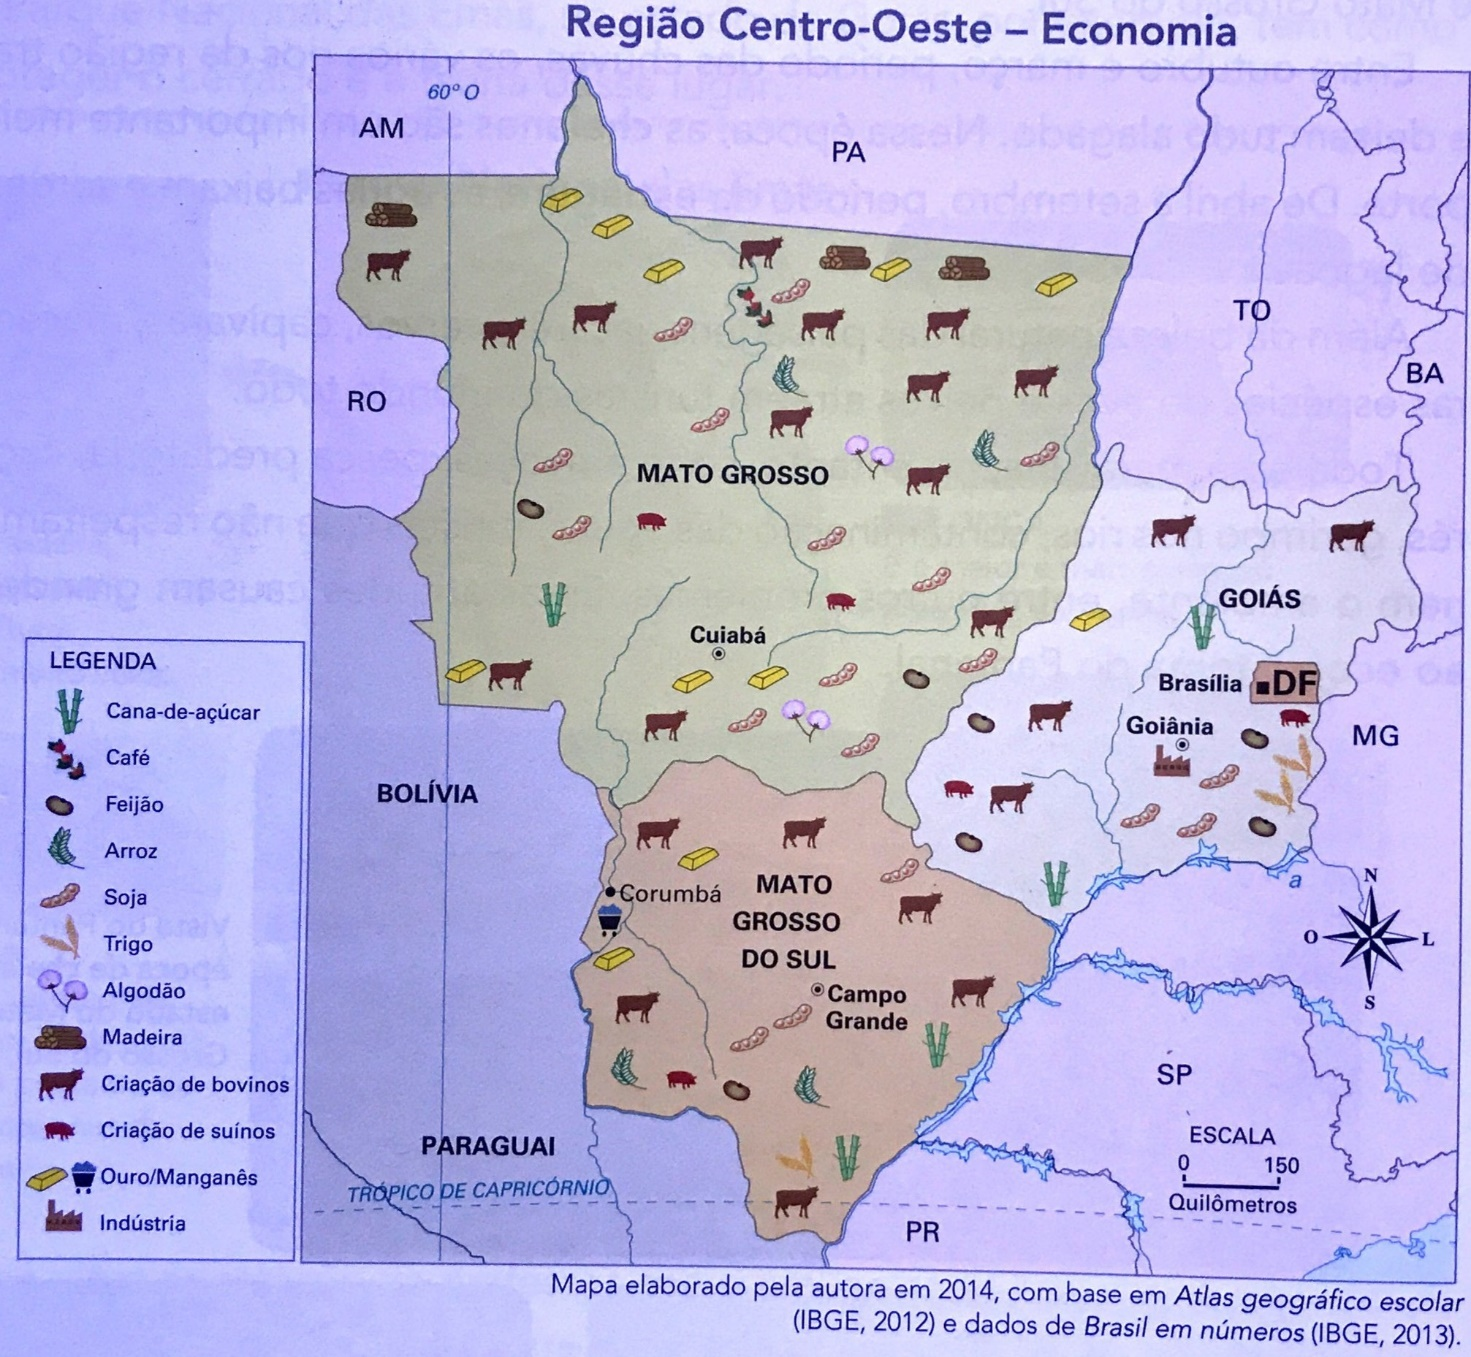 Região Centro-Oeste – Economia
60° O
AM
PA
TO
BA
RO
MATO GROSSO
GOIÁS
Cuiabá
Brasília
DF
Goiânia
MG
BOLÍVIA
Corumbá
MATO
GROSSO
DO SUL
Campo
Grande
a
N
O
L
S
SP
PARAGUAI
TRÓPICO DE CAPRICÓRNIO
PR
ESCALA
0 150
Quilômetros
LEGENDA
Cana-de-açúcar
Café
Feijão
Arroz
Soja
Trigo
Algodão
Madeira
Criação de bovinos
Criação de suínos
Ouro/Manganês
Indústria
Mapa elaborado pela autora em 2014, com base em Atlas geográfico escolar
(IBGE, 2012) e dados de Brasil em números (IBGE, 2013).